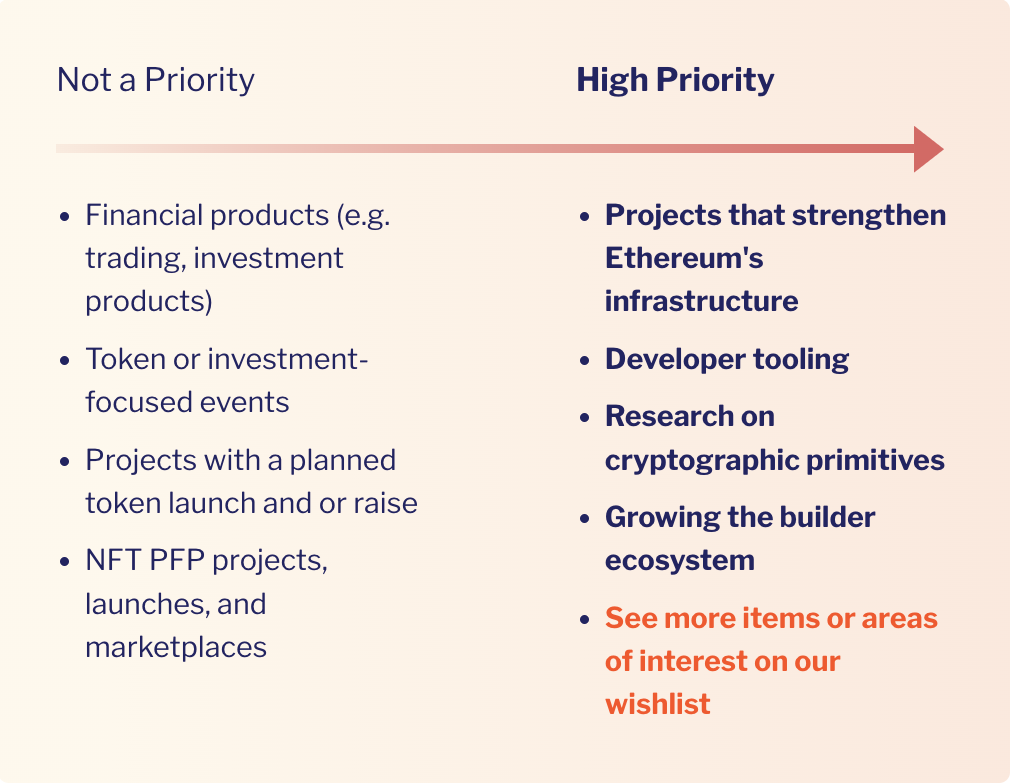 Not a Priority
High Priority
• Financial products (e.g.
trading, investment
products)
• Token or investment-
focused events
• Projects with a planned
token launch and or raise
• NFT PFP projects,
launches, and
marketplaces
• Projects that strengthen
Ethereum's
infrastructure
• Developer tooling
• Research on
cryptographic primitives
• Growing the builder
ecosystem
• See more items or areas
of interest on our
wishlist